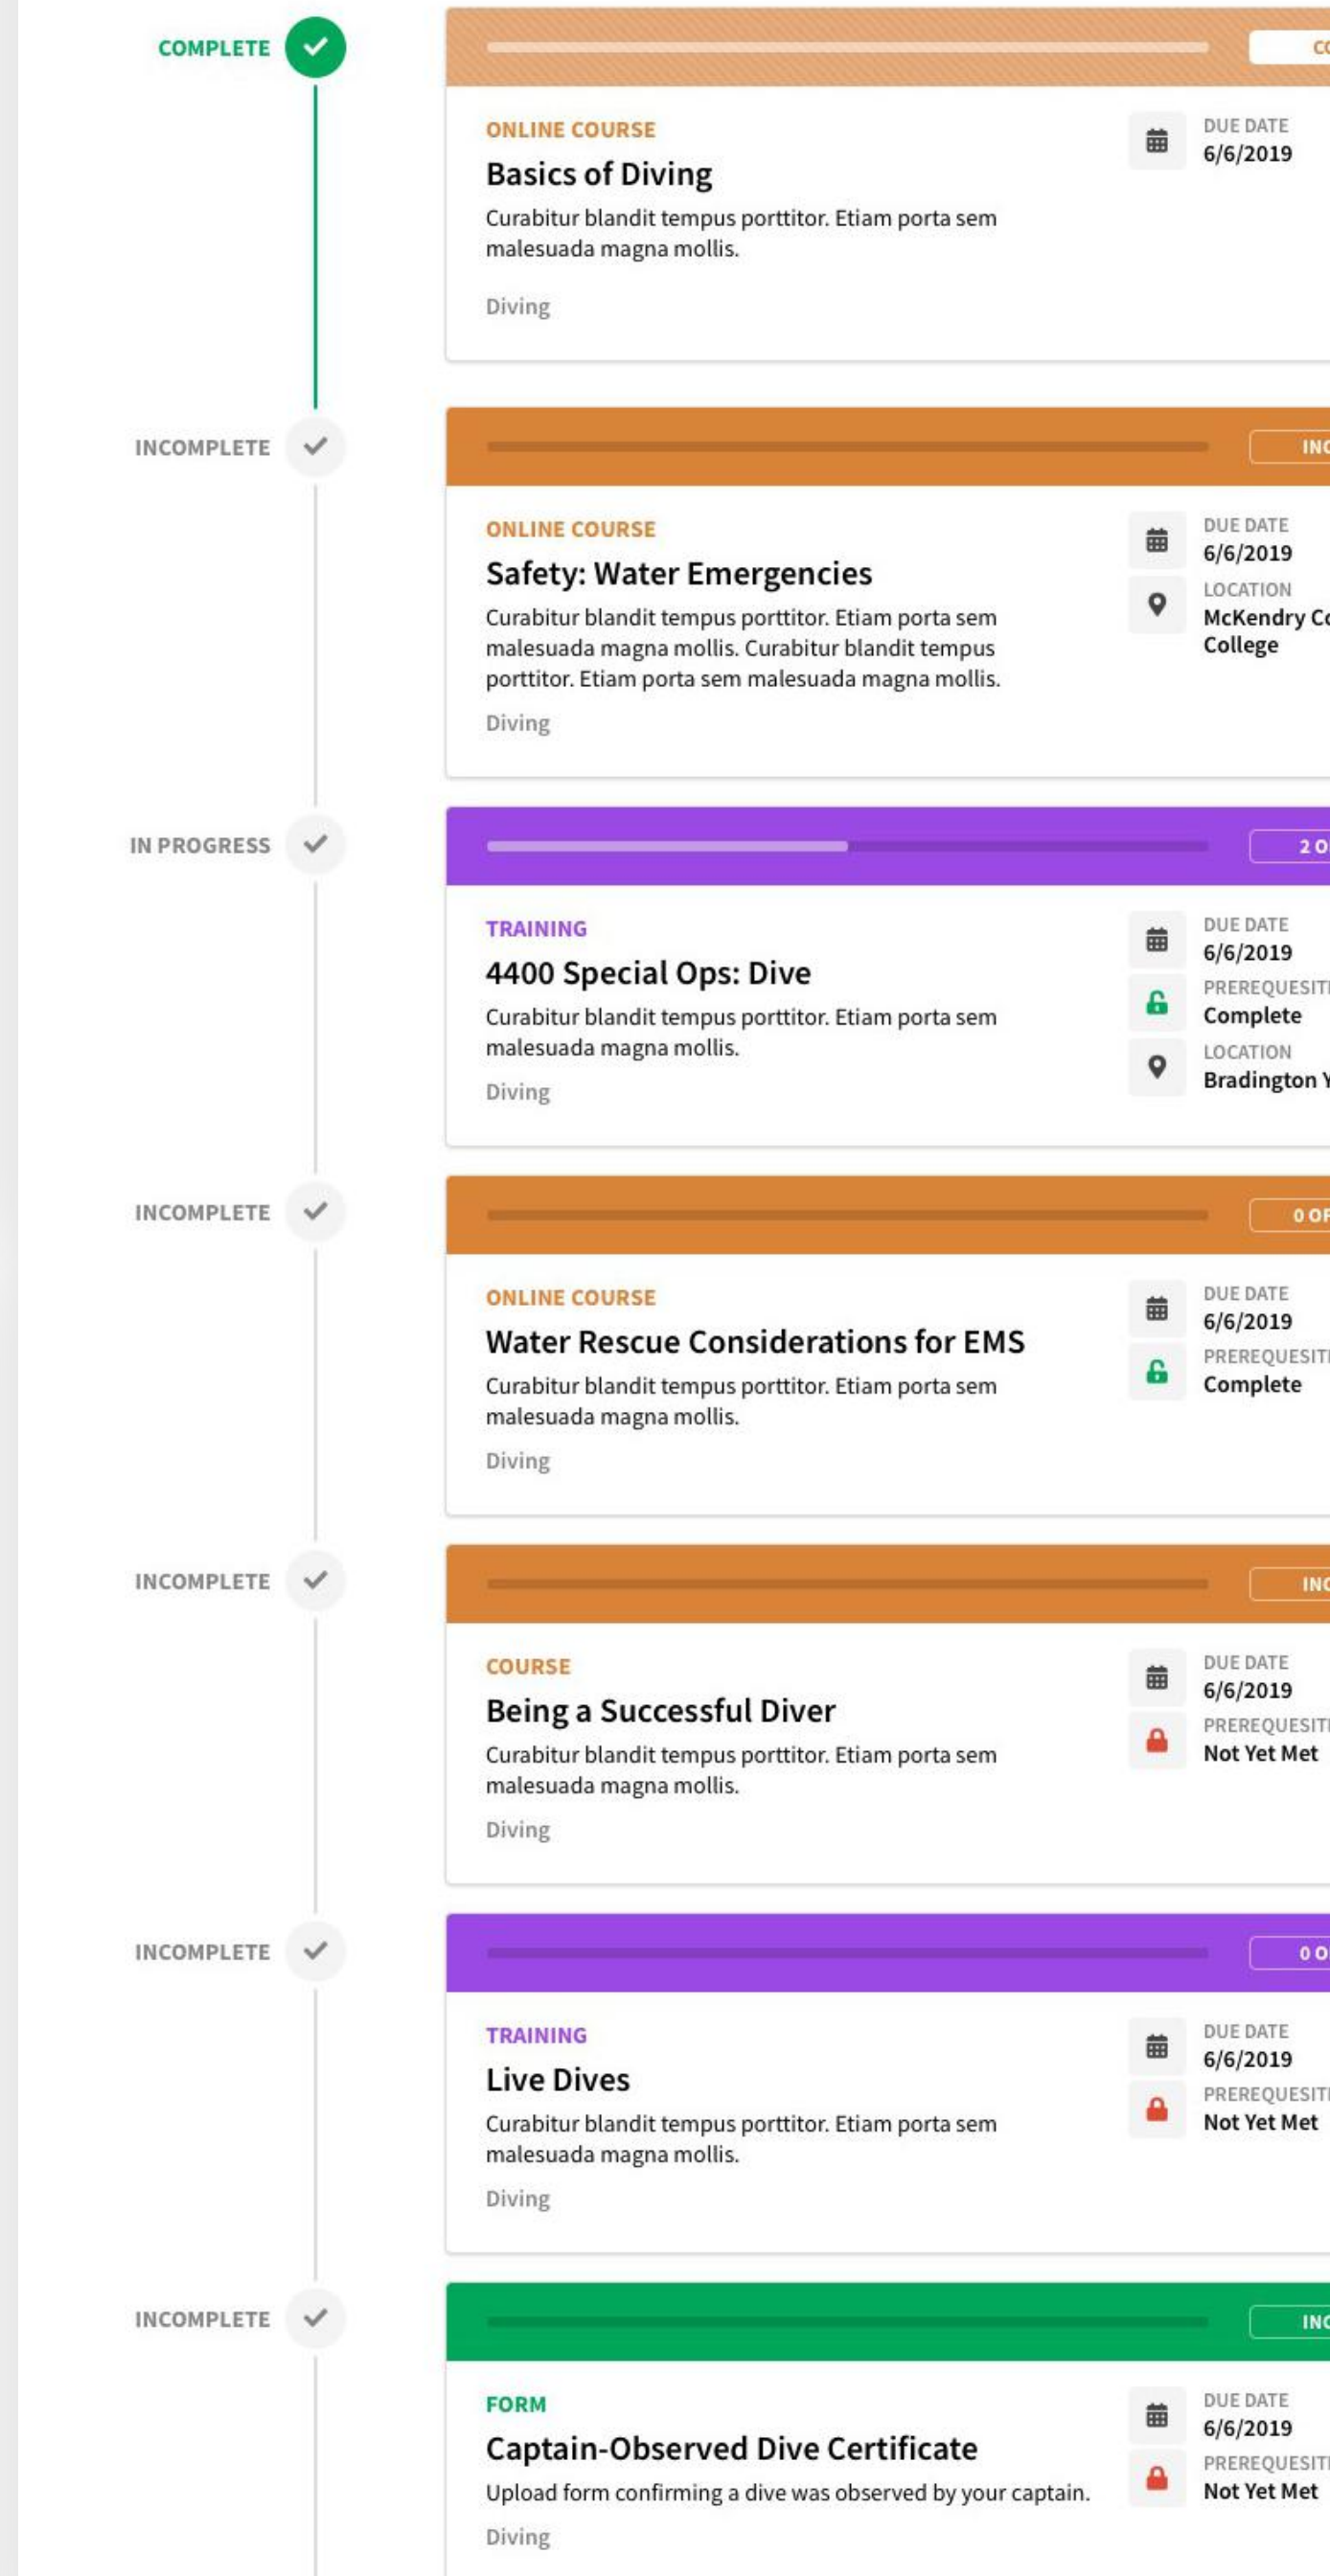 COMPLETE
ONLINE COURSE
Basics of Diving
Curabitur blandit tempus porttitor. Etiam porta sem
malesuada magna mollis.
Diving
DUE DATE
6/6/2019
INCOMPLETE
ONLINE COURSE
Safety: Water Emergencies
Curabitur blandit tempus porttitor. Etiam porta sem
malesuada magna mollis. Curabitur blandit tempus
porttitor. Etiam porta sem malesuada magna mollis.
Diving
DUE DATE
6/6/2019
LOCATION
McKendry
College
IN PROGRESS
2
TRAINING
4400 Special Ops: Dive
Curabitur blandit tempus porttitor. Etiam porta sem
malesuada magna mollis.
Diving
DUE DATE
6/6/2019
Complete
LOCATION
Bradington
INCOMPLETE
0
ONLINE COURSE
Water Rescue Considerations for EMS
Curabitur blandit tempus porttitor. Etiam porta sem
malesuada magna mollis.
Diving
DUE DATE
6/6/2019
Complete
INCOMPLETE
COURSE
Being a Successful Diver
Curabitur blandit tempus porttitor. Etiam porta sem
malesuada magna mollis.
Diving
DUE DATE
6/6/2019
Not Yet Met
INCOMPLETE
0
TRAINING
Live Dives
Curabitur blandit tempus porttitor. Etiam porta sem
malesuada magna mollis.
Diving
DUE DATE
6/6/2019
Not Yet Met
INCOMPLETE
FORM
Captain-Observed Dive Certificate
Upload form confirming a dive was observed by your captain.
Diving
DUE DATE
6/6/2019
Not Yet Met